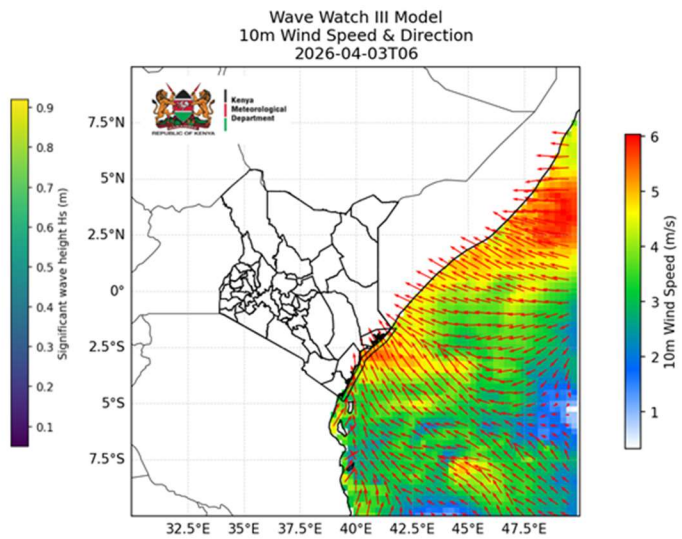 Wave Watch III Model
10m Wind Speed & Direction
2026-04-03T06
Kenya
Meteorological
Department
REPUBLIC OF KENYA
7.5°N
5°N
2.5°N
0°
2.5°S
5°S
7.5°S
32.5°E 35°E 37.5°E 40°E 42.5°E 45°E 47.5°E
0.9
0.8
0.7
0.6
0.5
0.4
0.3
0.2
0.1
Significant wave height Hs (m)
6
5
4
3
2
1
10m Wind Speed (m/s)